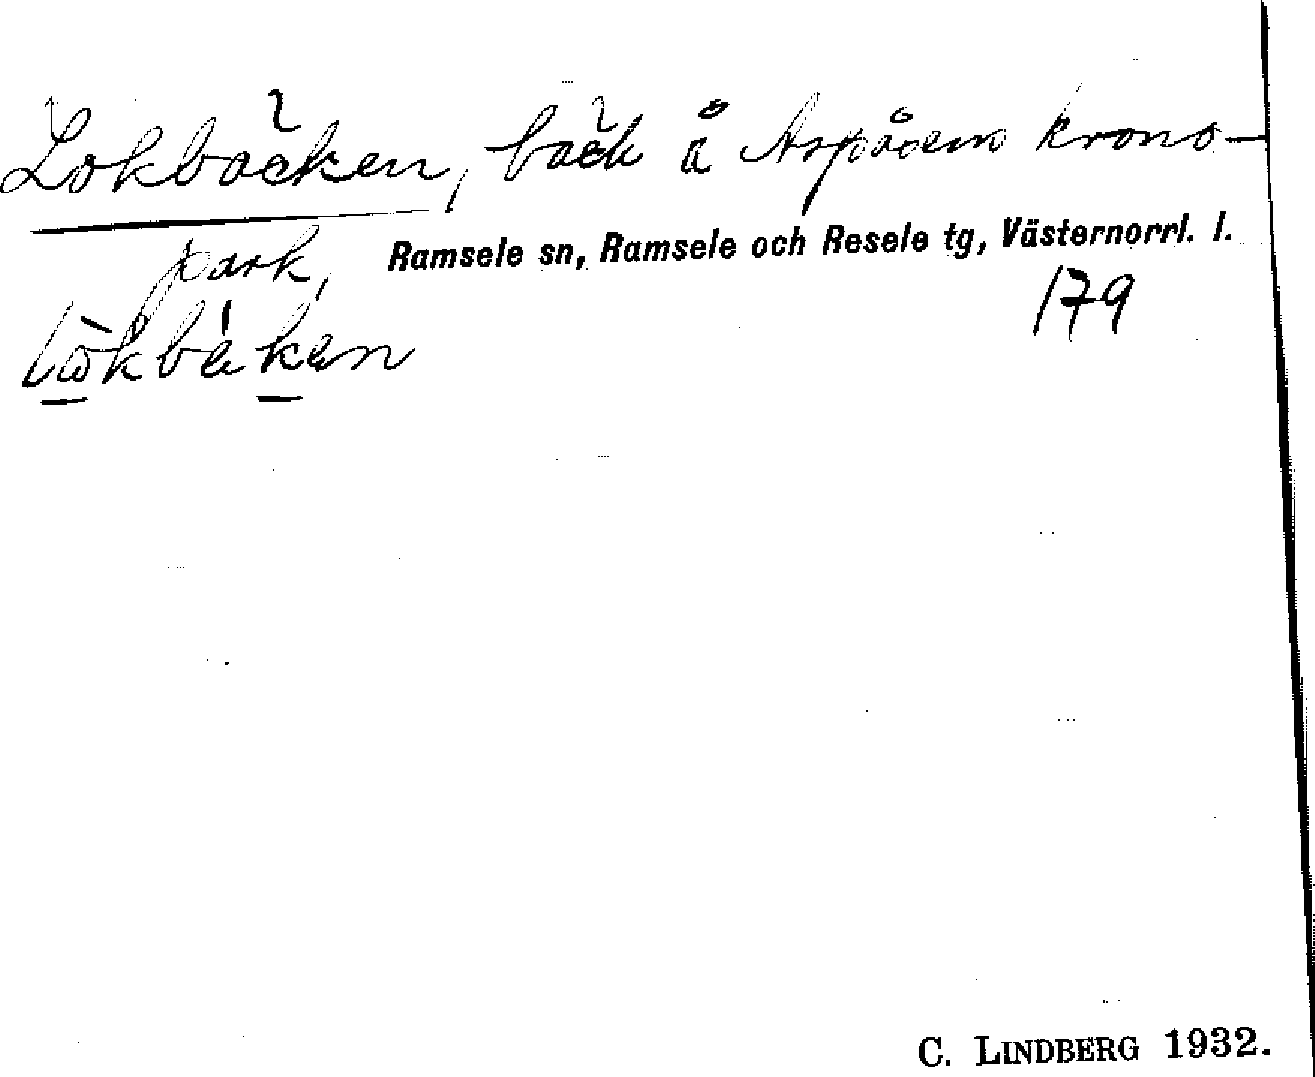 Lokbäcken, bäck å Aspåsens krono-
park, Ramsele sn, Ramsele och Resele tg, Västernorrl. l.
179
C. LINDBERG 1932.